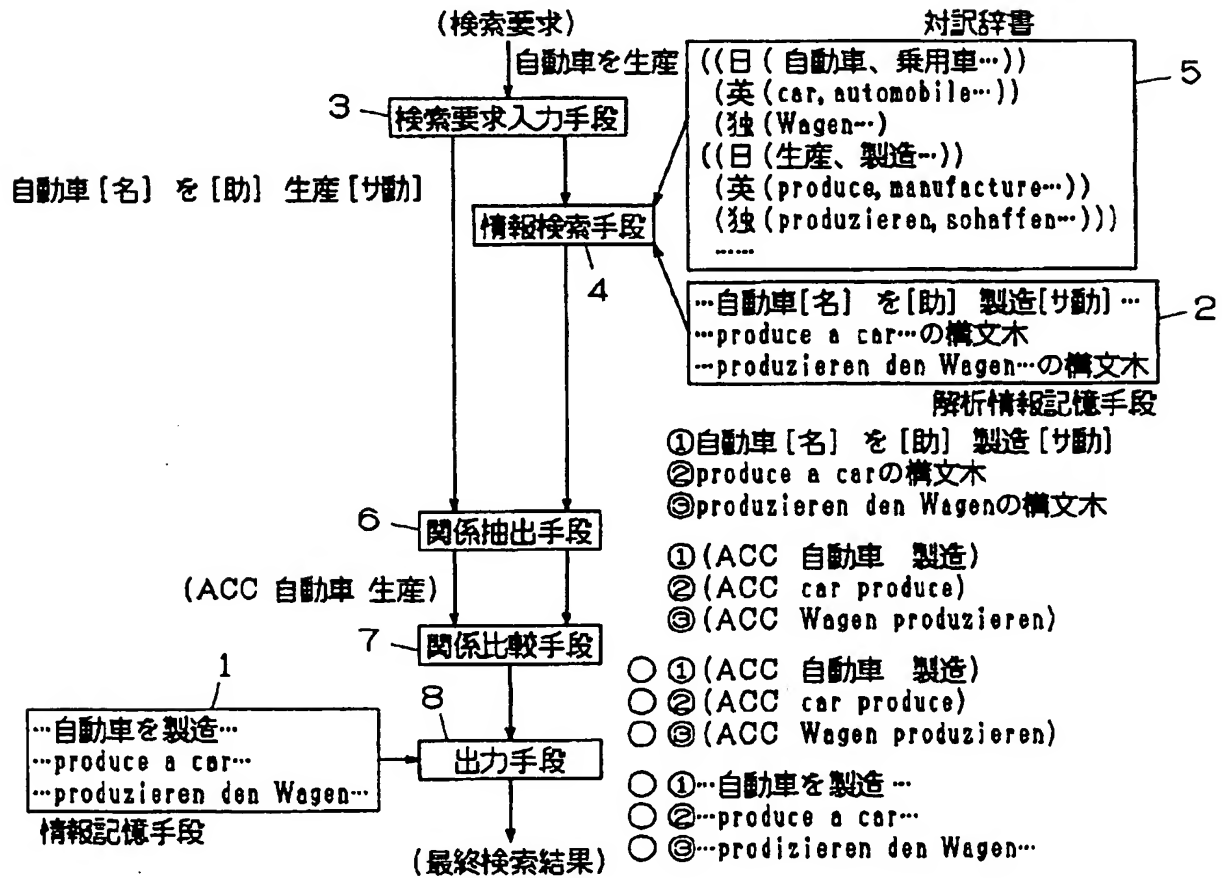 (検索要求)
自動車を生産
3
検索要求入力手段
自動車[名] を[助] 生産[サ動]
情報検索手段
4
対訳辞書
5
((日(自動車、乗用車…))
(英(car, automobile…))
(独(Wagen…)
((日(生産、製造…))
(英(produce, manufacture…))
(独(produzieren, sohaffen…)))
……
2
…自動車[名] を[助] 製造[サ動]…
…produce a car…の構文木
…produzieren den Wagen…の構文木
解析情報記憶手段
①自動車[名] を[助] 製造[サ動]
②produce a carの構文木
③produzieren den Wagenの構文木
6
関係抽出手段
(ACC 自動車 生産)
①(ACC 自動車 製造)
②(ACC car produce)
③(ACC Wagen produzieren)
7
関係比較手段
○ ①(ACC 自動車 製造)
○ ②(ACC car produce)
○ ③(ACC Wagen produzieren)
1
…自動車を製造…
…produce a car…
…produzieren den Wagen…
情報記憶手段
8
出力手段
○ ①…自動車を製造…
○ ②…produce a car…
○ ③…prodizieren den Wagen…
(最終検索結果)